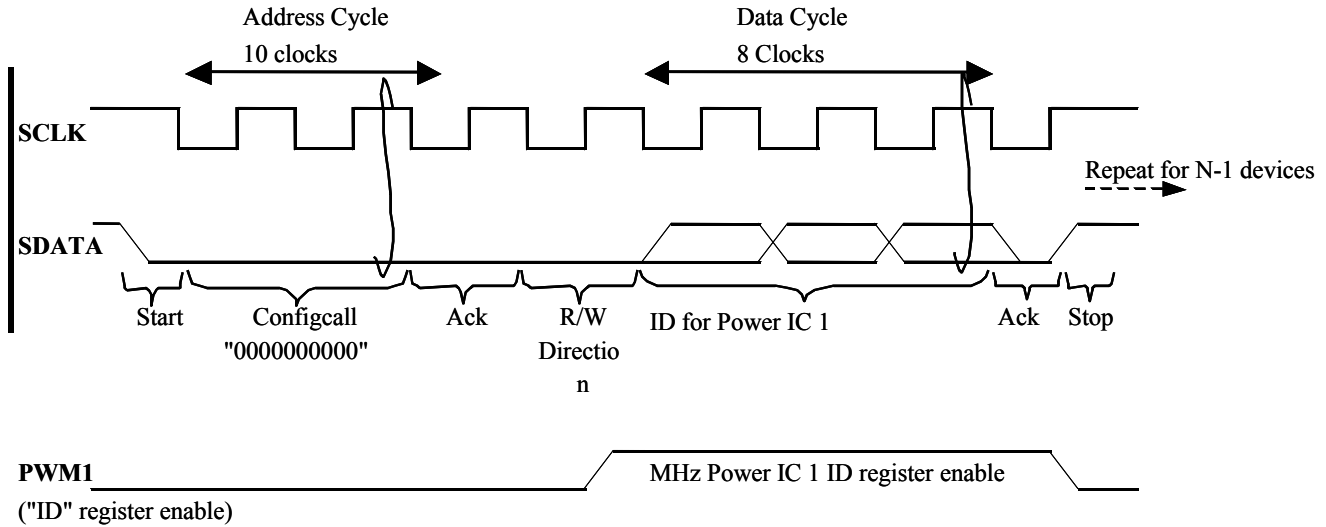 Address Cycle
10 clocks
Data Cycle
8 Clocks
SCLK
Repeat for N-1 devices
SDATA
Start
Configcall
"0000000000"
Ack
R/W
Directio
n
ID for Power IC 1
Ack
Stop
PWM1
MHz Power IC 1 ID register enable
("ID" register enable)